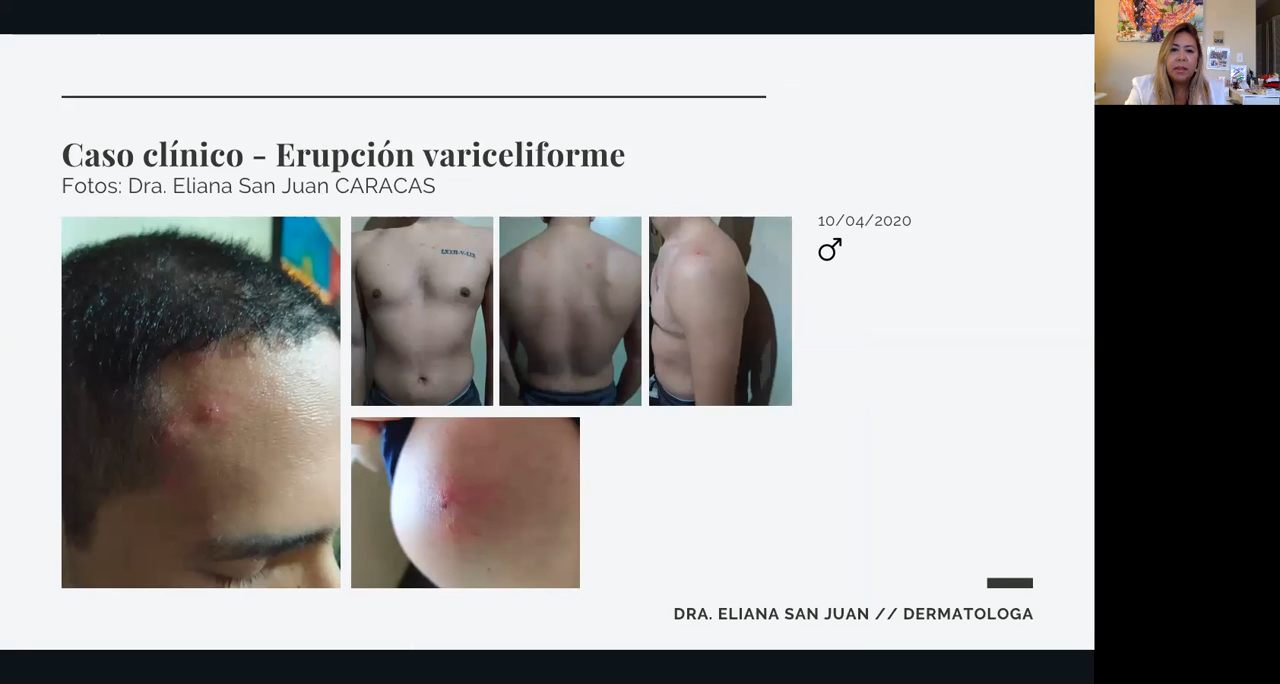 Caso clínico - Erupción variceliforme
Fotos: Dra. Eliana San Juan CARACAS
10/04/2020
DRA. ELIANA SAN JUAN // DERMATOLOGA